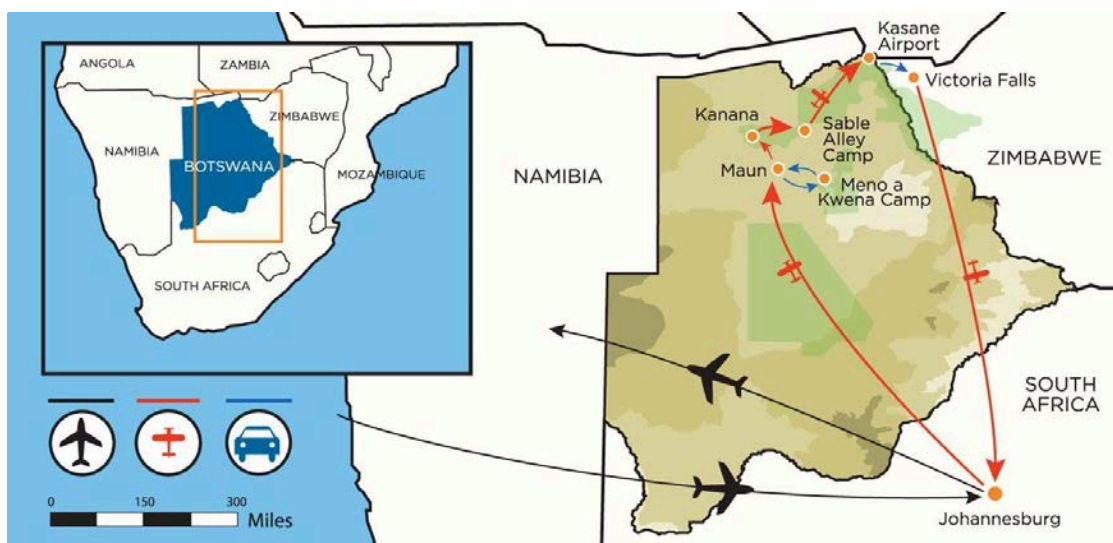 ANGOLA
ZAMBIA
ZIMBABWE
NAMIBIA
BOTSWANA
MOZAMBIQUE
SOUTH AFRICA
0 150 300
Miles
Kasane
Airport
Victoria Falls
Kanana
Sable
Alley
Camp
Maun
Meno a
Kwena Camp
NAMIBIA
ZIMBABWE
SOUTH
AFRICA
Johannesburg